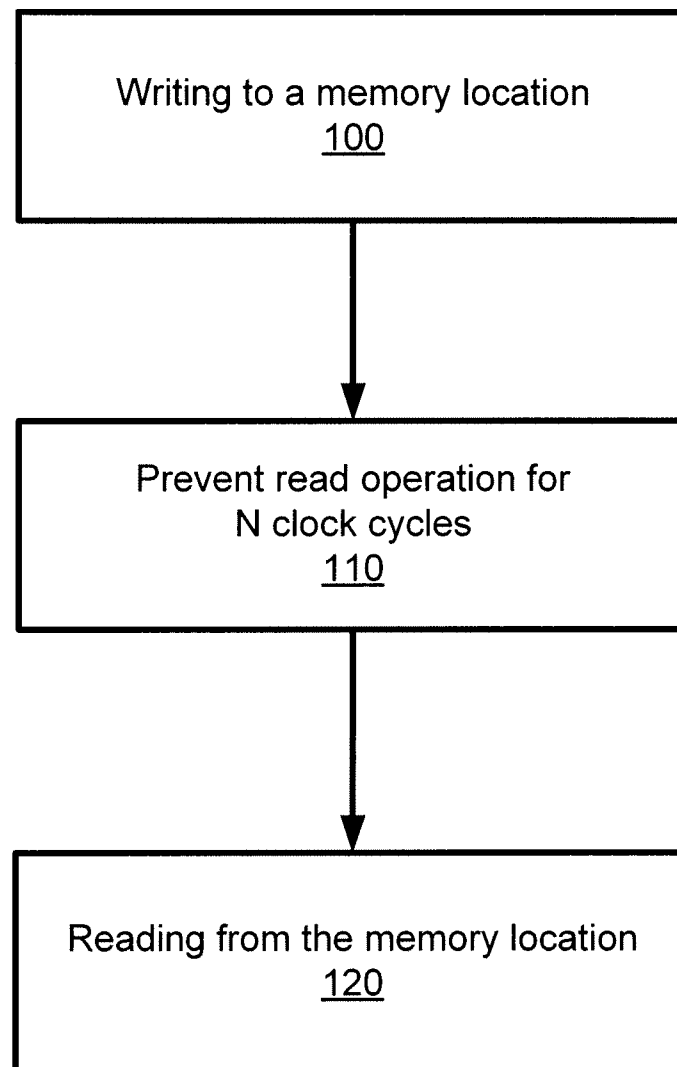 Writing to a memory location
100
Prevent read operation for
N clock cycles
110
Reading from the memory location
120